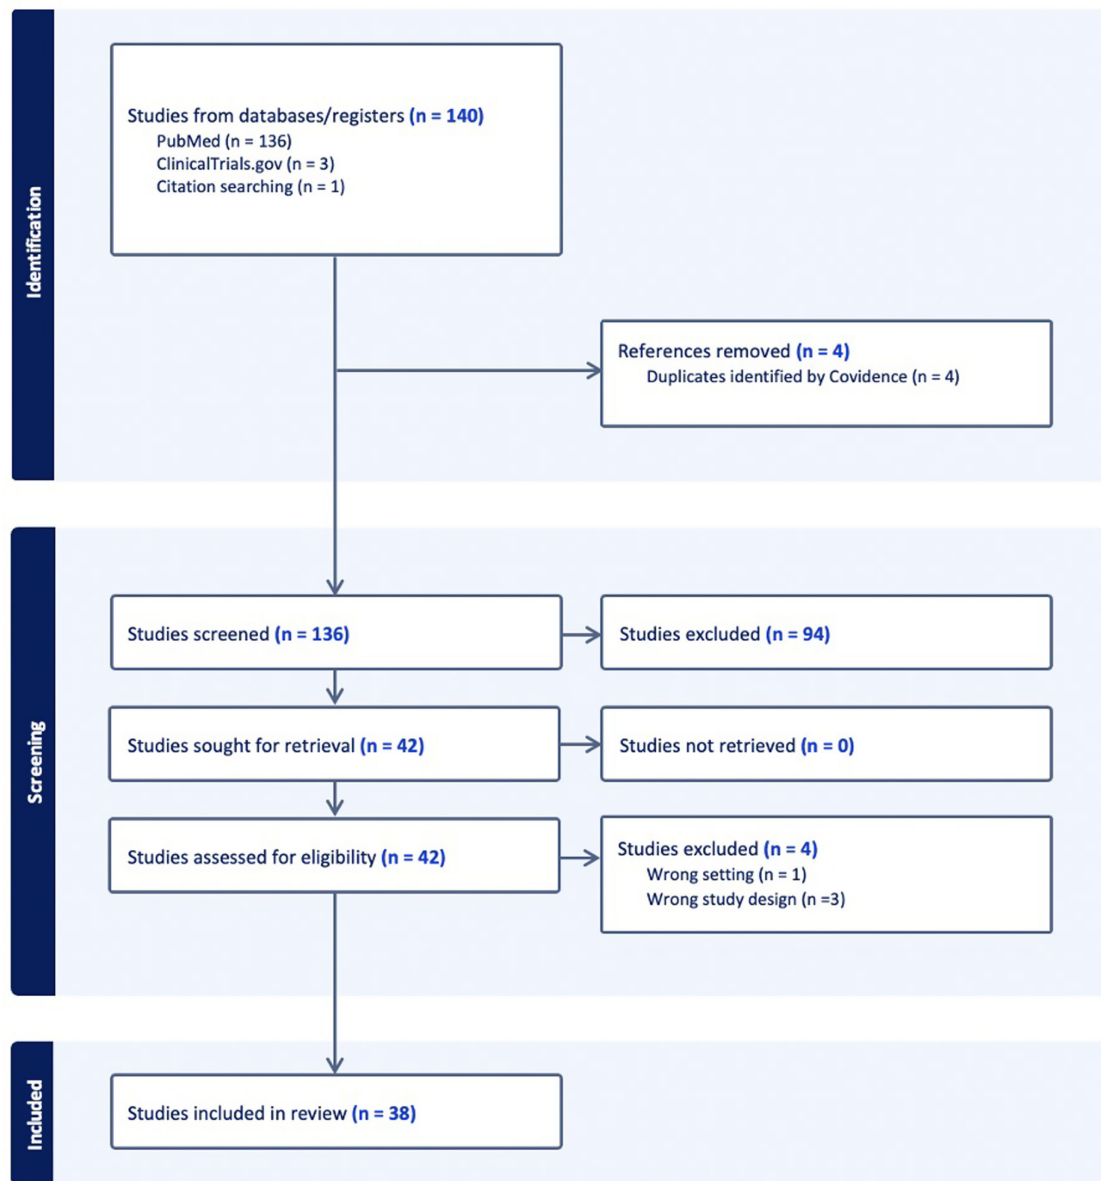 Identification
Studies from databases/registers (n = 140)
PubMed (n = 136)
ClinicalTrials.gov (n = 3)
Citation searching (n = 1)
References removed (n = 4)
Duplicates identified by Covidence (n = 4)
Screening
Studies screened (n = 136)
Studies excluded (n = 94)
Studies sought for retrieval (n = 42)
Studies not retrieved (n = 0)
Studies assessed for eligibility (n = 42)
Studies excluded (n = 4)
Wrong setting (n = 1)
Wrong study design (n =3)
Included
Studies included in review (n = 38)